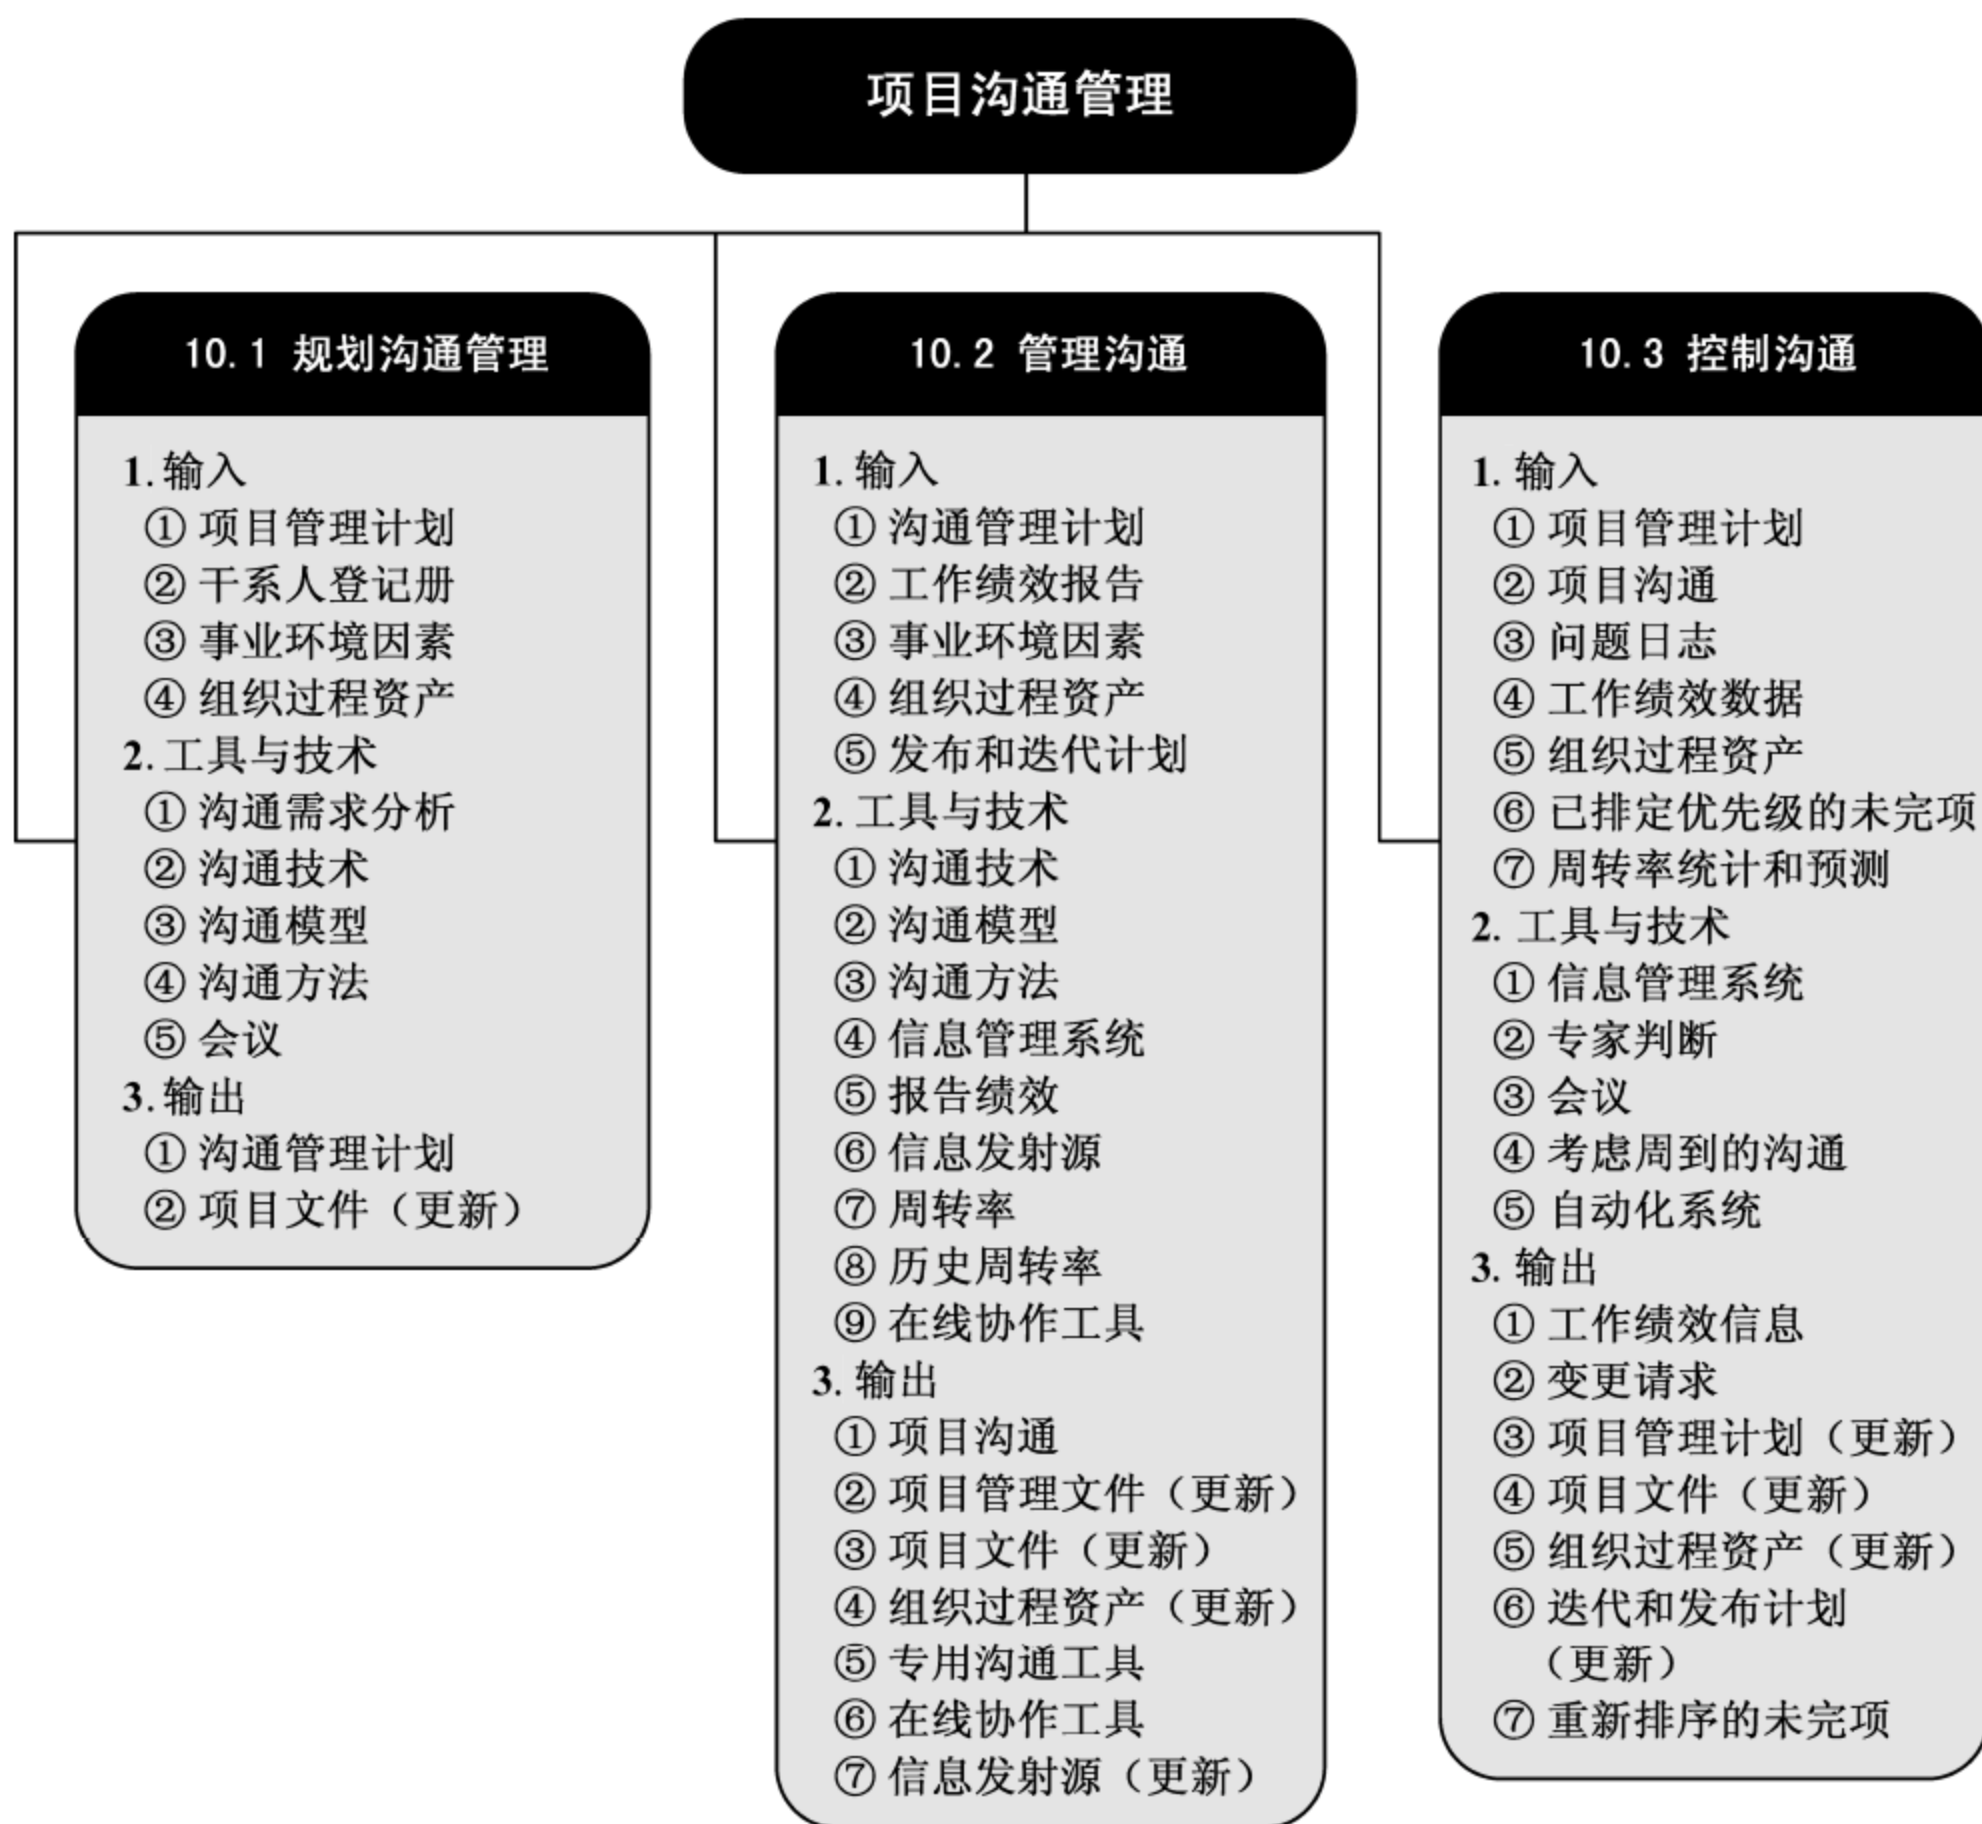 项目沟通管理
10.1 规划沟通管理
1.输入
① 项目管理计划
② 干系人登记册
③ 事业环境因素
④ 组织过程资产
2.工具与技术
① 沟通需求分析
② 沟通技术
③ 沟通模型
④ 沟通方法
⑤ 会议
3.输出
① 沟通管理计划
② 项目文件（更新）
10.2 管理沟通
1.输入
① 沟通管理计划
② 工作绩效报告
③ 事业环境因素
④ 组织过程资产
⑤ 发布和迭代计划
2.工具与技术
① 沟通技术
② 沟通模型
③ 沟通方法
④ 信息管理系统
⑤ 报告绩效
⑥ 信息发射源
⑦ 周转率
⑧ 历史周转率
⑨ 在线协作工具
3.输出
① 项目沟通
② 项目管理文件（更新）
③ 项目文件（更新）
④ 组织过程资产（更新）
⑤ 专用沟通工具
⑥ 在线协作工具
⑦ 信息发射源（更新）
10.3 控制沟通
1. 输入
① 项目管理计划
② 项目沟通
③ 问题日志
④ 工作绩效数据
⑤ 组织过程资产
⑥ 已排定优先级的未完项
⑦ 周转率统计和预测
2. 工具与技术
① 信息管理系统
② 专家判断
③ 会议
④ 考虑周到的沟通
⑤ 自动化系统
3. 输出
① 工作绩效信息
② 变更请求
③ 项目管理计划（更新）
④ 项目文件（更新）
⑤ 组织过程资产（更新）
⑥ 迭代和发布计划
（更新）
⑦ 重新排序的未完项